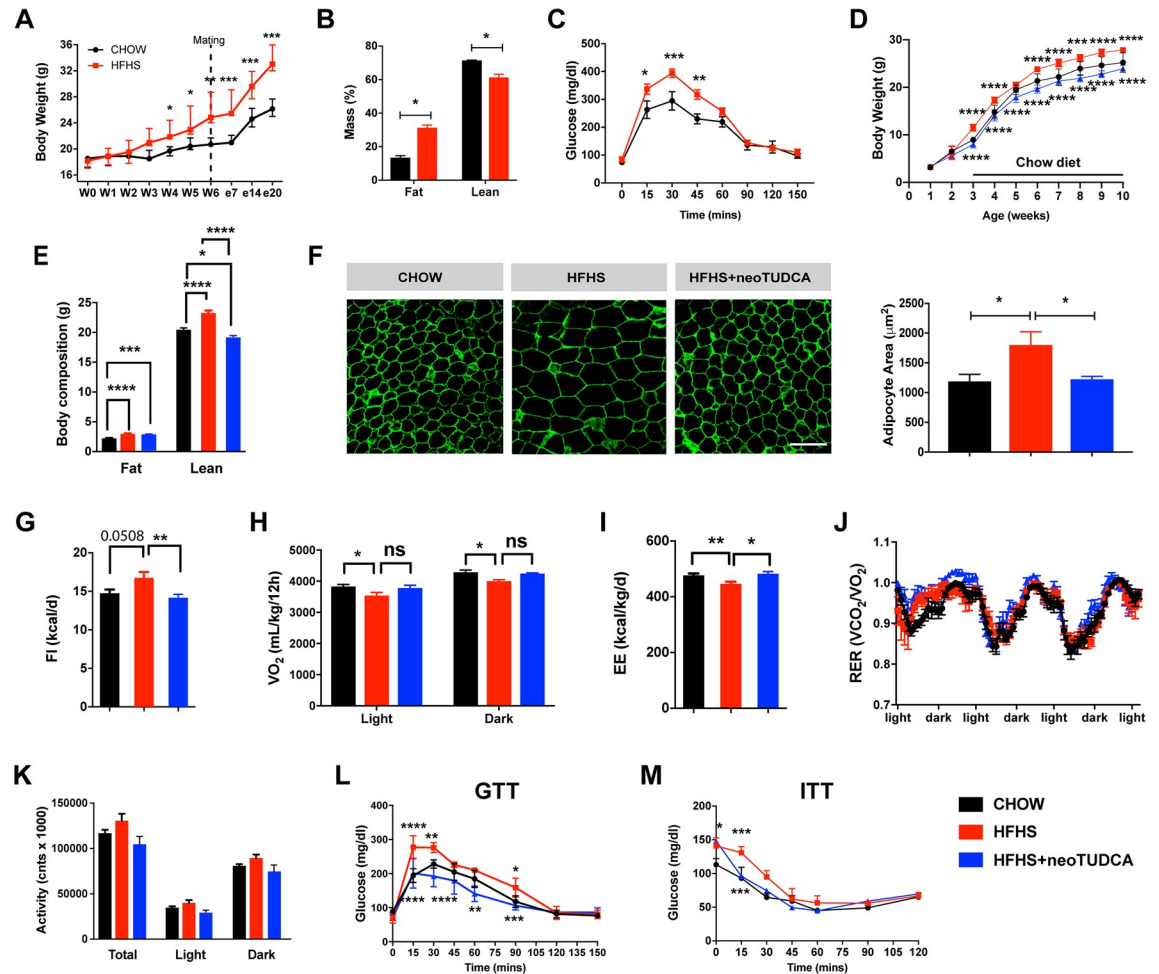 A
CHOW
HFHS
Mating
Body Weight (g)
36
32
28
24
20
16
* * ** *** *** ***
W0 W1 W2 W3 W4 W5 W6 e7 e14 e20
B
Mass (%)
80
60
40
20
0
* *
Fat Lean
C
Glucose (mg/dl)
500
400
300
200
100
0
* *** **
0 15 30 45 60 90 120 150
Time (mins)
D
Body Weight (g)
30
20
10
0
**** **** **** **** **** **** **** ****
**** **** **** **** **** **** ****
Chow diet
0 1 2 3 4 5 6 7 8 9 10
Age (weeks)
E
Body composition (g)
25
20
15
10
5
0
****
*
****
***
****
Fat Lean
F
CHOW HFHS HFHS+neoTUDCA
Adipocyte Area (μm²)
2500
2000
1500
1000
500
0
* *
G
FI (kcal/d)
20
15
10
5
0
0.0508 **
H
VO₂ (mL/kg/12h)
5000
4000
3000
2000
1000
0
* ns * ns
Light Dark
I
EE (kcal/kg/d)
600
400
200
0
** *
J
RER (VCO₂/VO₂)
1.1
1.0
0.9
0.8
0.7
light dark light dark light dark light
K
Activity (cnts x 1000)
150000
100000
50000
0
Total Light Dark
L
GTT
Glucose (mg/dl)
400
300
200
100
0
**** ** *
**** **** ** ***
0 15 30 45 60 75 90 105 120 135 150
Time (mins)
M
ITT
Glucose (mg/dl)
200
150
100
50
0
* ***
***
0 15 30 45 60 75 90 105 120
Time (mins)
CHOW
HFHS
HFHS+neoTUDCA